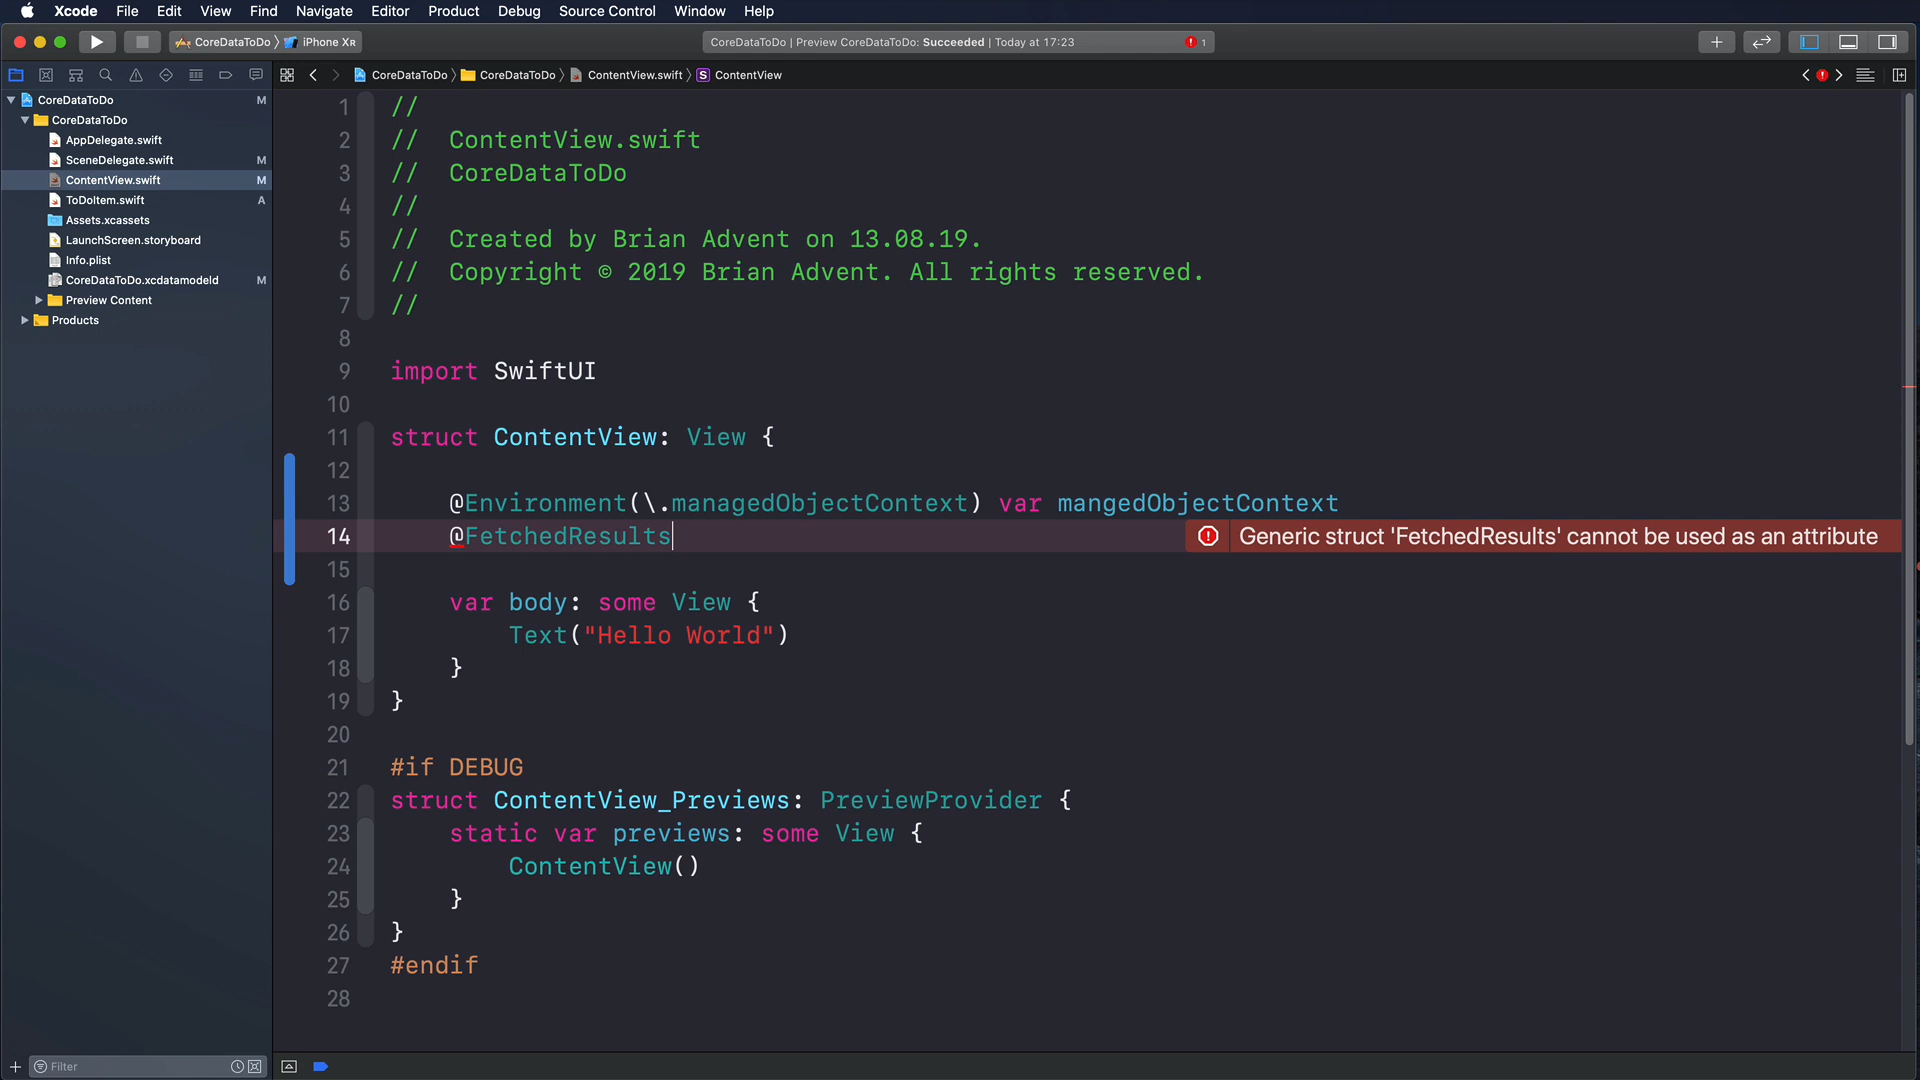 Xcode File Edit View Find Navigate Editor Product Debug Source Control Window Help
CoreDataToDo iPhone XR
CoreDataToDo | Preview CoreDataToDo: Succeeded | Today at 17:23 1
CoreDataToDo CoreDataToDo ContentView.swift S ContentView
CoreDataToDo M
CoreDataToDo
AppDelegate.swift
SceneDelegate.swift M
ContentView.swift M
ToDoItem.swift A
Assets.xcassets
LaunchScreen.storyboard
Info.plist
CoreDataToDo.xcdatamodeld M
Preview Content
Products
1 //
2 //  ContentView.swift
3 //  CoreDataToDo
4 //
5 //  Created by Brian Advent on 13.08.19.
6 //  Copyright © 2019 Brian Advent. All rights reserved.
7 //
8
9 import SwiftUI
10
11 struct ContentView: View {
12
13     @Environment(\.managedObjectContext) var mangedObjectContext
14     @FetchedResults Generic struct 'FetchedResults' cannot be used as an attribute
15
16     var body: some View {
17         Text("Hello World")
18     }
19 }
20
21 #if DEBUG
22 struct ContentView_Previews: PreviewProvider {
23     static var previews: some View {
24         ContentView()
25     }
26 }
27 #endif
28
Filter